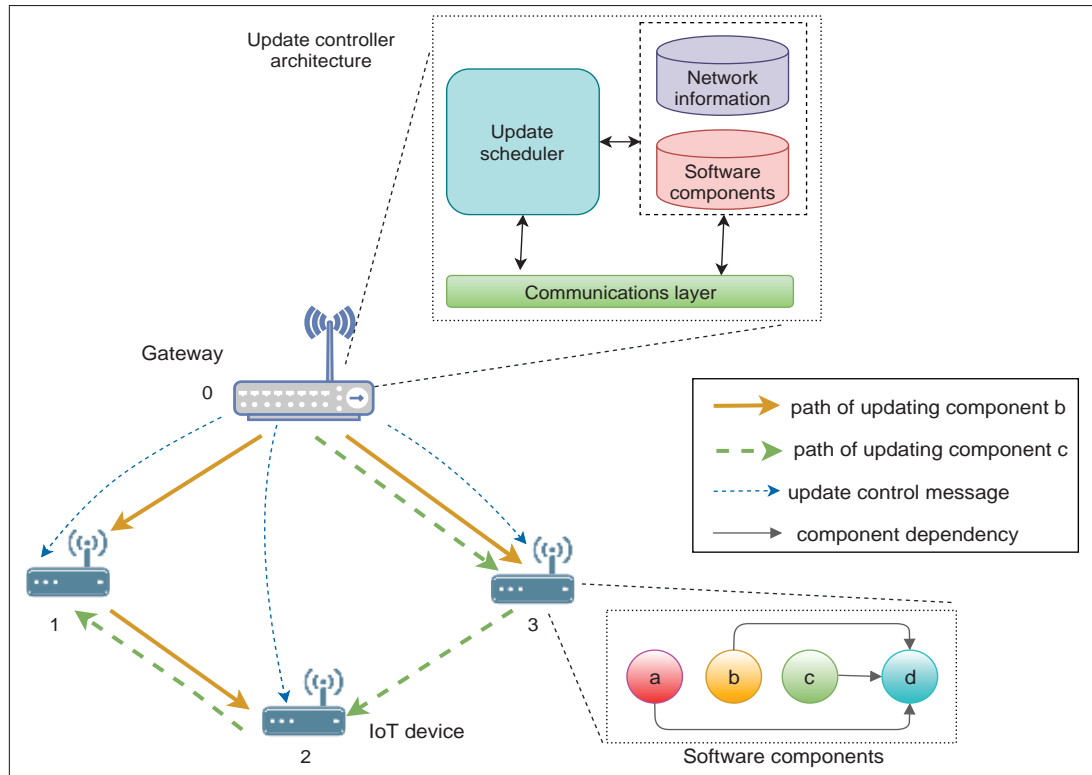 Update controller
architecture
Network
information
Update
scheduler
Software
components
Communications layer
Gateway
0
path of updating component b
path of updating component c
update control message
component dependency
1
3
2
IoT device
a
b
c
d
Software components